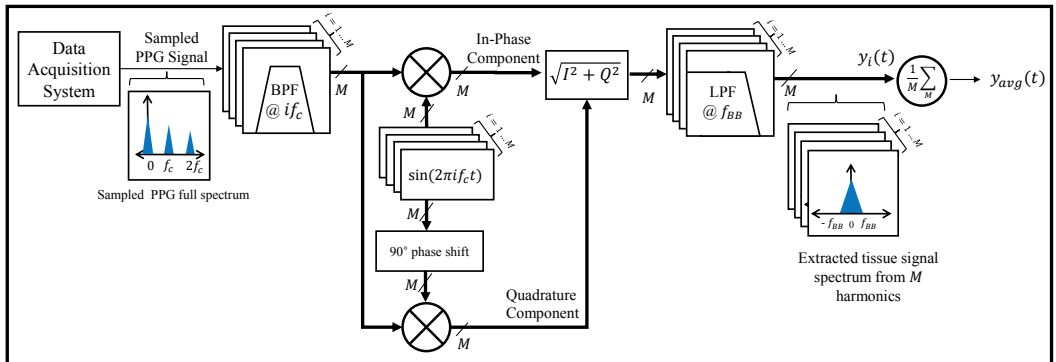 Data
Acquisition
System
Sampled
PPG Signal
0 f_c 2f_c
Sampled PPG full spectrum
i = 1 … M
BPF
@ if_c
M
In-Phase
Component
M
M
i = 1 … M
sin(2πif_ct)
M
90° phase shift
M
Quadrature
Component
M
√(I² + Q²)
M
i = 1 … M
LPF
@ f_BB
M
y_i(t)
1/M ∑_M
y_avg(t)
i = 1 … M
- f_BB 0 f_BB
Extracted tissue signal
spectrum from M
harmonics